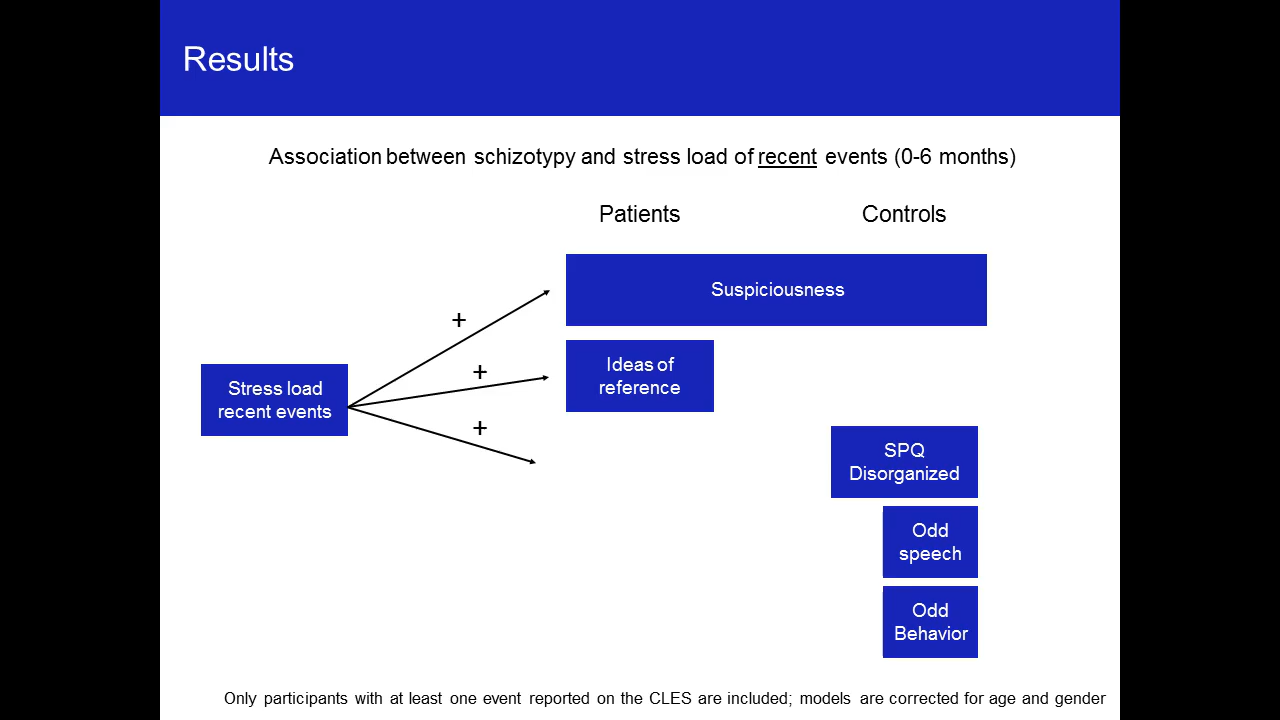 Results
Association between schizotypy and stress load of recent events (0-6 months)
Patients
Controls
Suspiciousness
+
Ideas of
reference
+
Stress load
recent events
+
SPQ
Disorganized
Odd
speech
Odd
Behavior
Only participants with at least one event reported on the CLES are included; models are corrected for age and gender